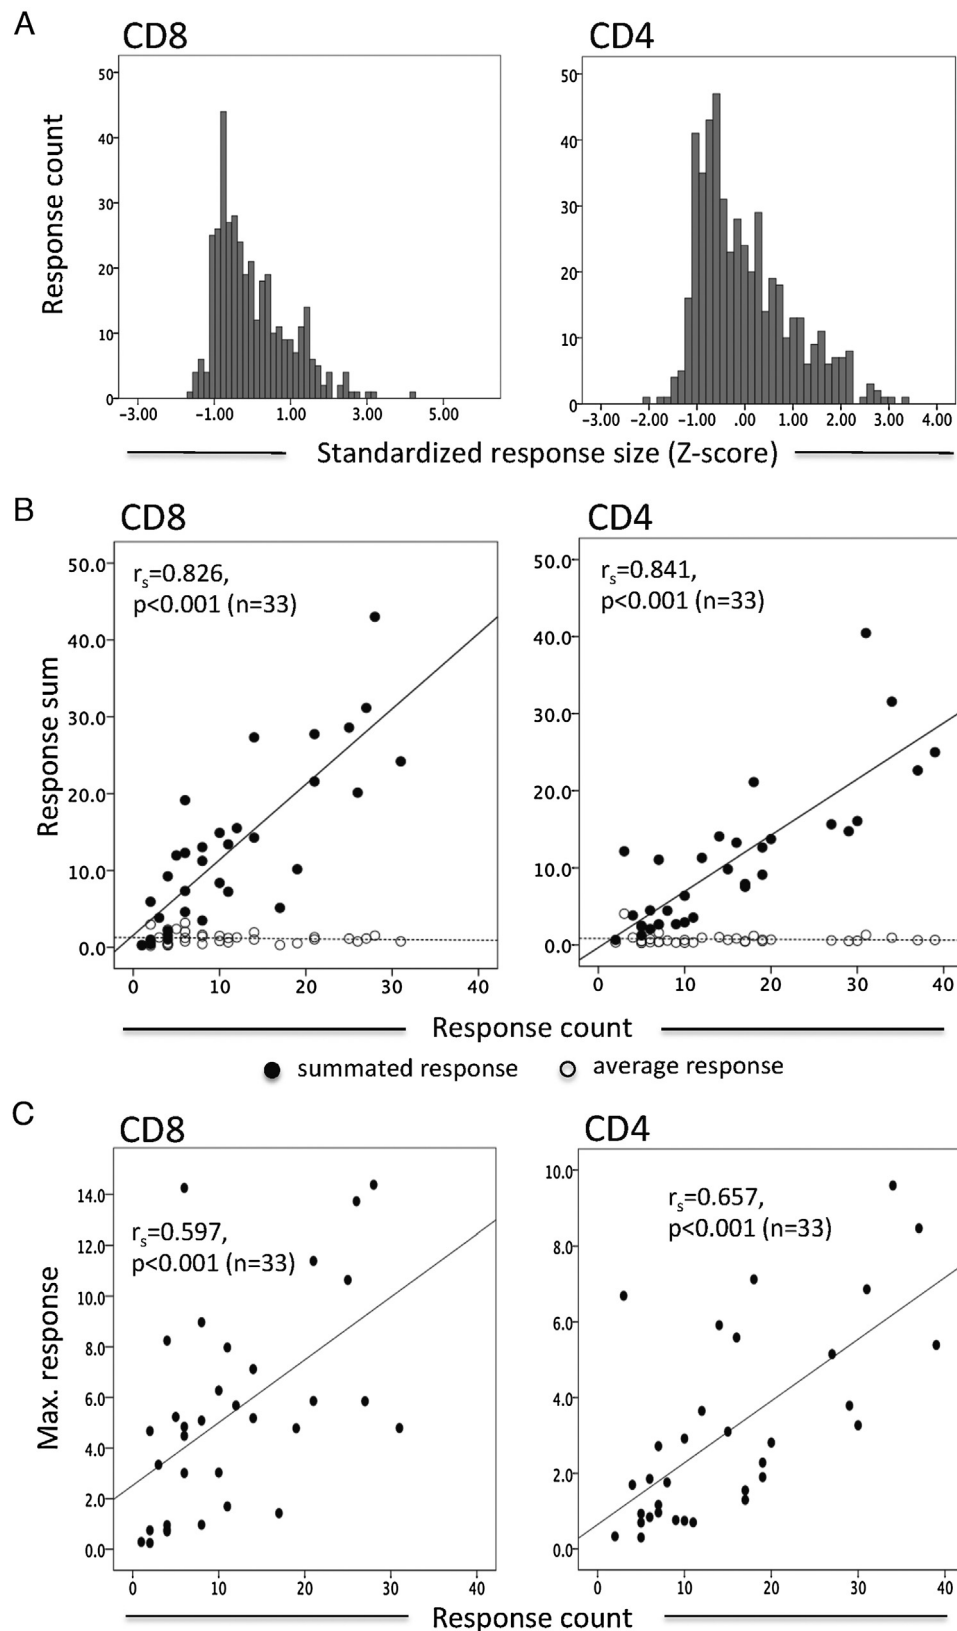 A
CD8
CD4
Response count
50
40
30
20
10
0
-3.00
-1.00
1.00
3.00
5.00
50
40
30
20
10
0
-3.00
-2.00
-1.00
.00
1.00
2.00
3.00
4.00
Standardized response size (Z-score)
B
CD8
CD4
Response sum
50.0
40.0
30.0
20.0
10.0
0.0
rs=0.826,
p<0.001 (n=33)
0
10
20
30
40
50.0
40.0
30.0
20.0
10.0
0.0
rs=0.841,
p<0.001 (n=33)
0
10
20
30
40
Response count
summated response
average response
C
CD8
CD4
Max. response
14.0
12.0
10.0
8.0
6.0
4.0
2.0
0.0
rs=0.597,
p<0.001 (n=33)
0
10
20
30
40
10.0
8.0
6.0
4.0
2.0
0.0
rs=0.657,
p<0.001 (n=33)
0
10
20
30
40
Response count